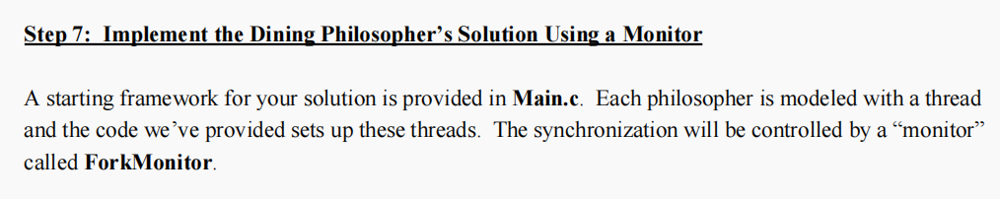 Step 7:  Implement the Dining Philosopher’s Solution Using a Monitor
A starting framework for your solution is provided in Main.c.  Each philosopher is modeled with a thread
and the code we’ve provided sets up these threads.  The synchronization will be controlled by a “monitor”
called ForkMonitor.